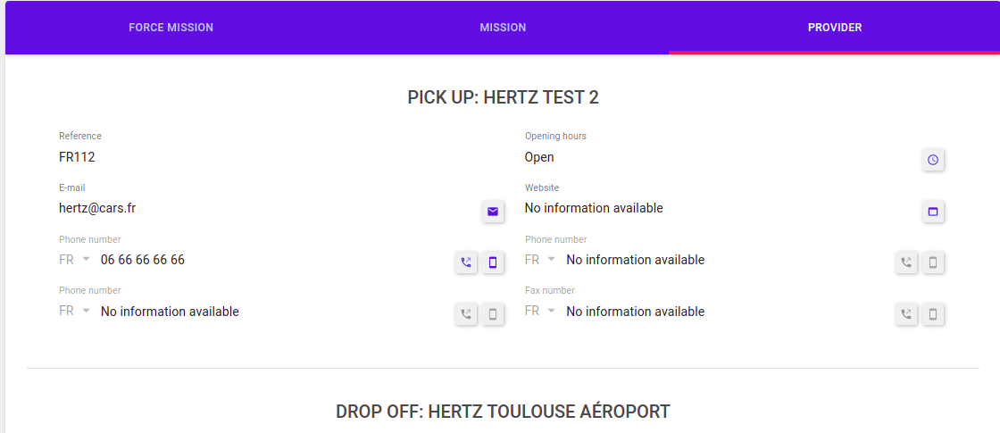 FORCE MISSION
MISSION
PROVIDER
PICK UP: HERTZ TEST 2
Reference
FR112
Opening hours
Open
E-mail
hertz@cars.fr
Website
No information available
Phone number
FR 06 66 66 66 66
Phone number
FR No information available
Phone number
FR No information available
Fax number
FR No information available
DROP OFF: HERTZ TOULOUSE AÉROPORT